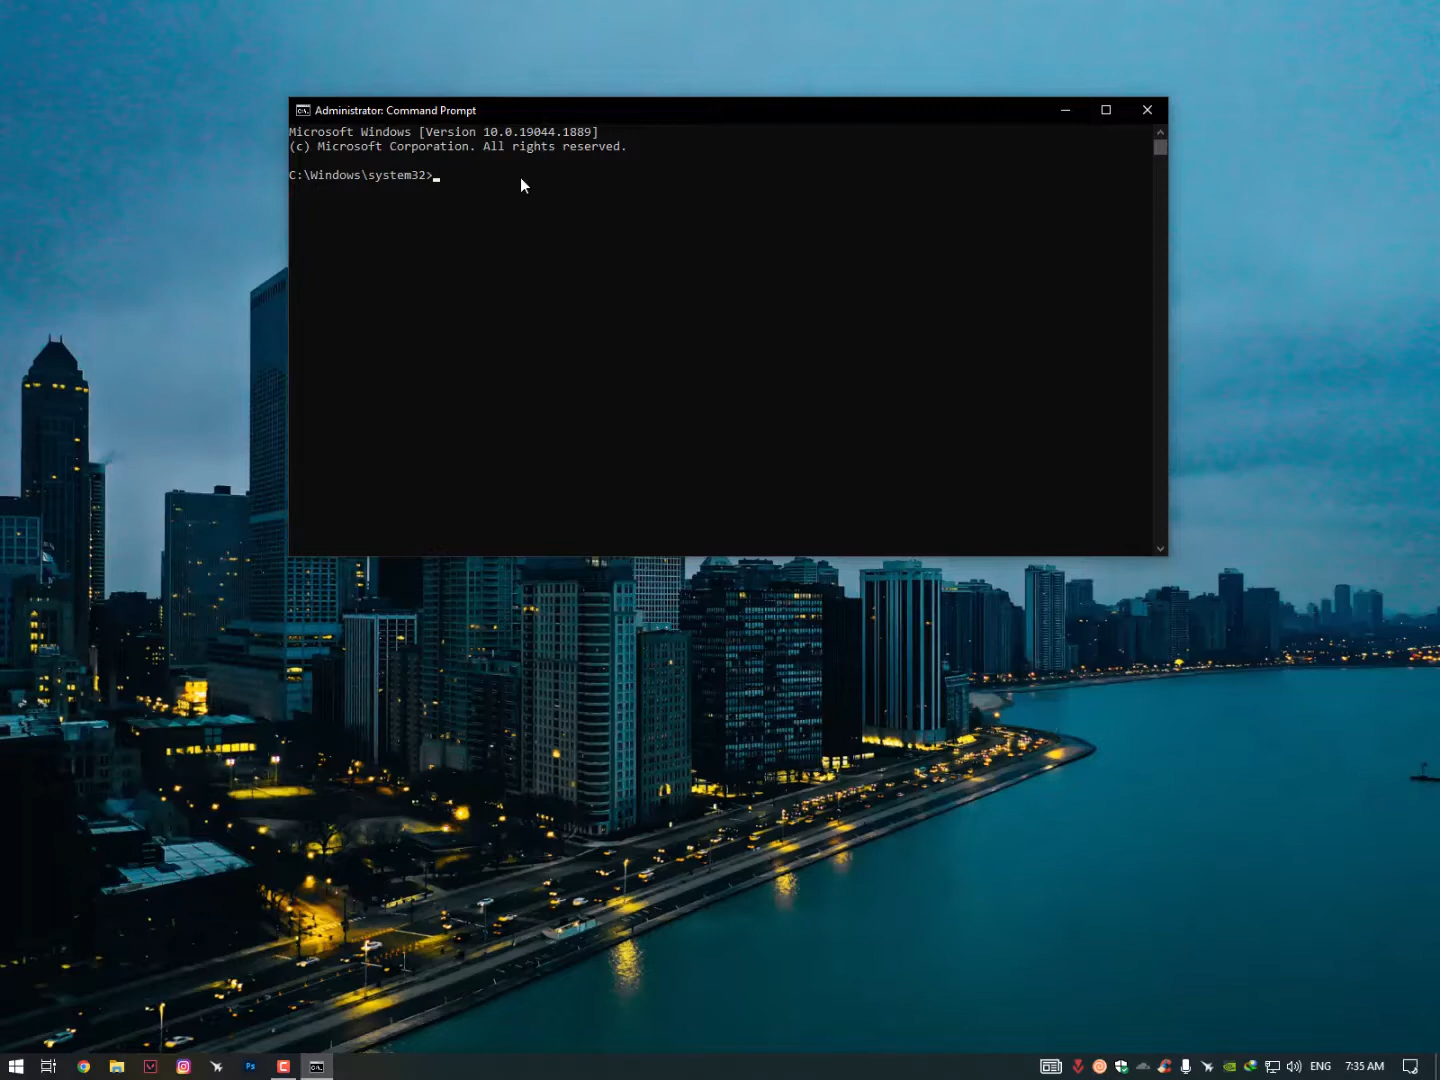 Administrator: Command Prompt
Microsoft Windows [Version 10.0.19044.1889]
(c) Microsoft Corporation. All rights reserved.
C:\Windows\system32>
Ps
ENG
7:35 AM